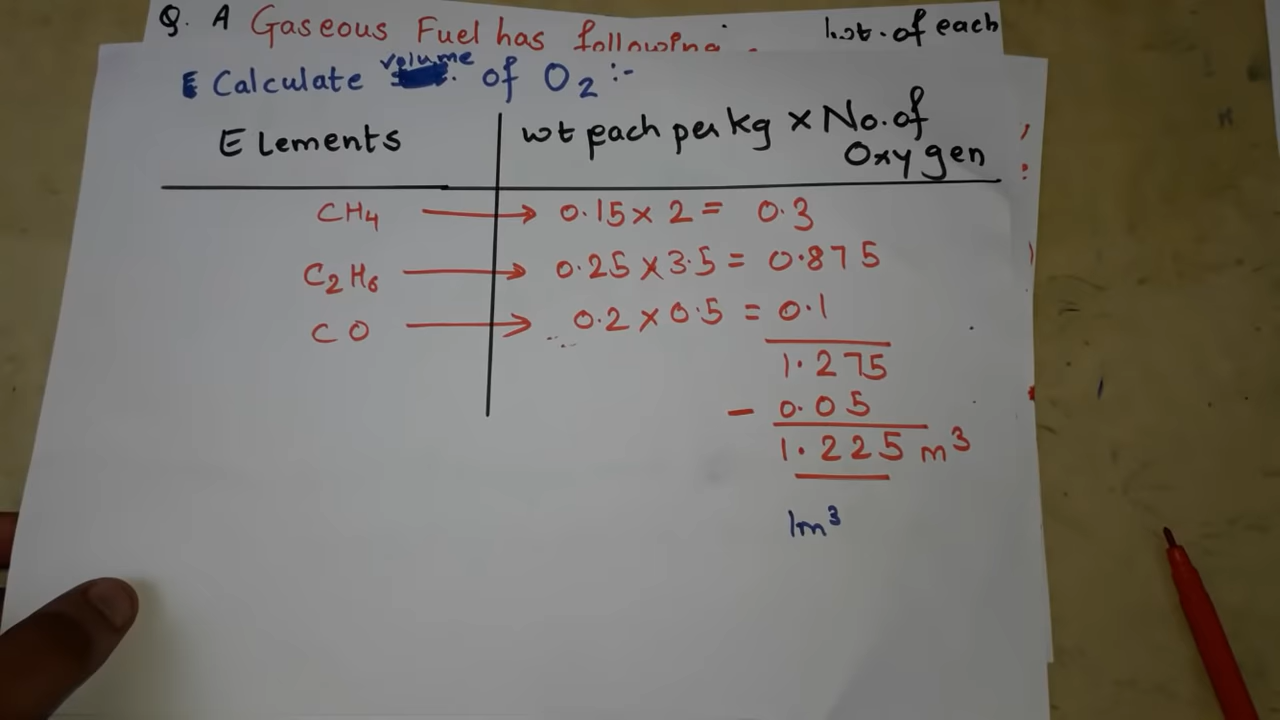 Q. A Gaseous Fuel has following wt. of each
Calculate volume of O2 :-
Elements wt each per kg × No. of Oxygen
CH4 → 0.15 × 2 = 0.3
C2H6 → 0.25 × 3.5 = 0.875
CO → 0.2 × 0.5 = 0.1
1.275
- 0.05
1.225 m³
1m³